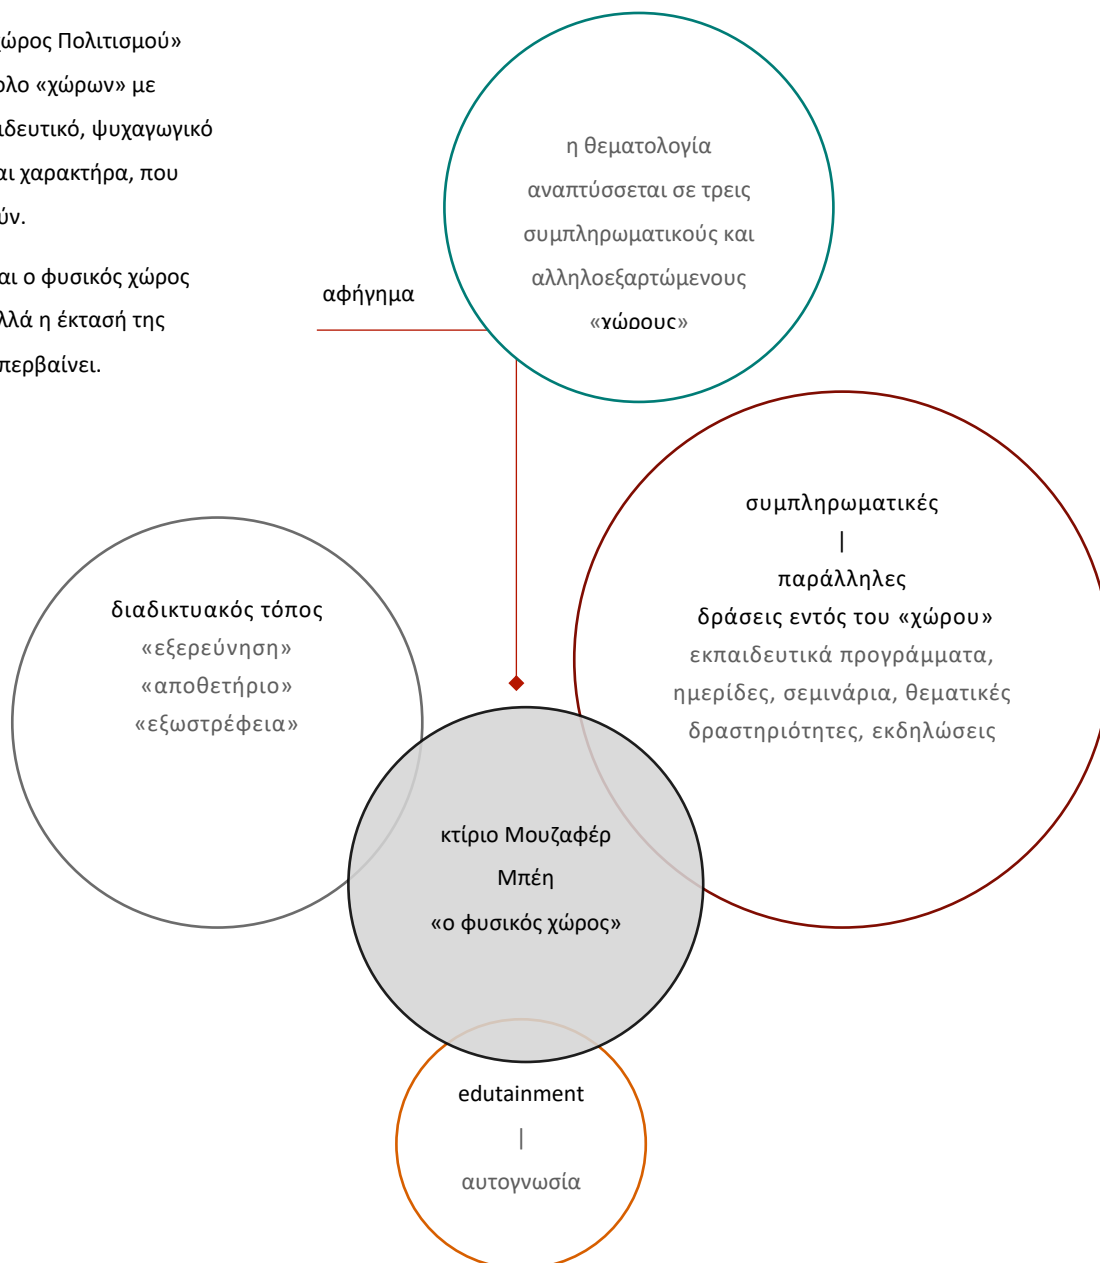 χώρος Πολιτισμού»
ολο «χώρων» με
ιδευτικό, ψυχαγωγικό
αι χαρακτήρα, που
ύν.
αι ο φυσικός χώρος
λλά η έκτασή της
περβαίνει.
αφήγημα
η θεματολογία
αναπτύσσεται σε τρεις
συμπληρωματικούς και
αλληλοεξαρτώμενους
«χώρους»
συμπληρωματικές
|
παράλληλες
δράσεις εντός του «χώρου»
εκπαιδευτικά προγράμματα,
ημερίδες, σεμινάρια, θεματικές
δραστηριότητες, εκδηλώσεις
διαδικτυακός τόπος
«εξερεύνηση»
«αποθετήριο»
«εξωστρέφεια»
κτίριο Μουζαφέρ
Μπέη
«ο φυσικός χώρος»
edutainment
|
αυτογνωσία